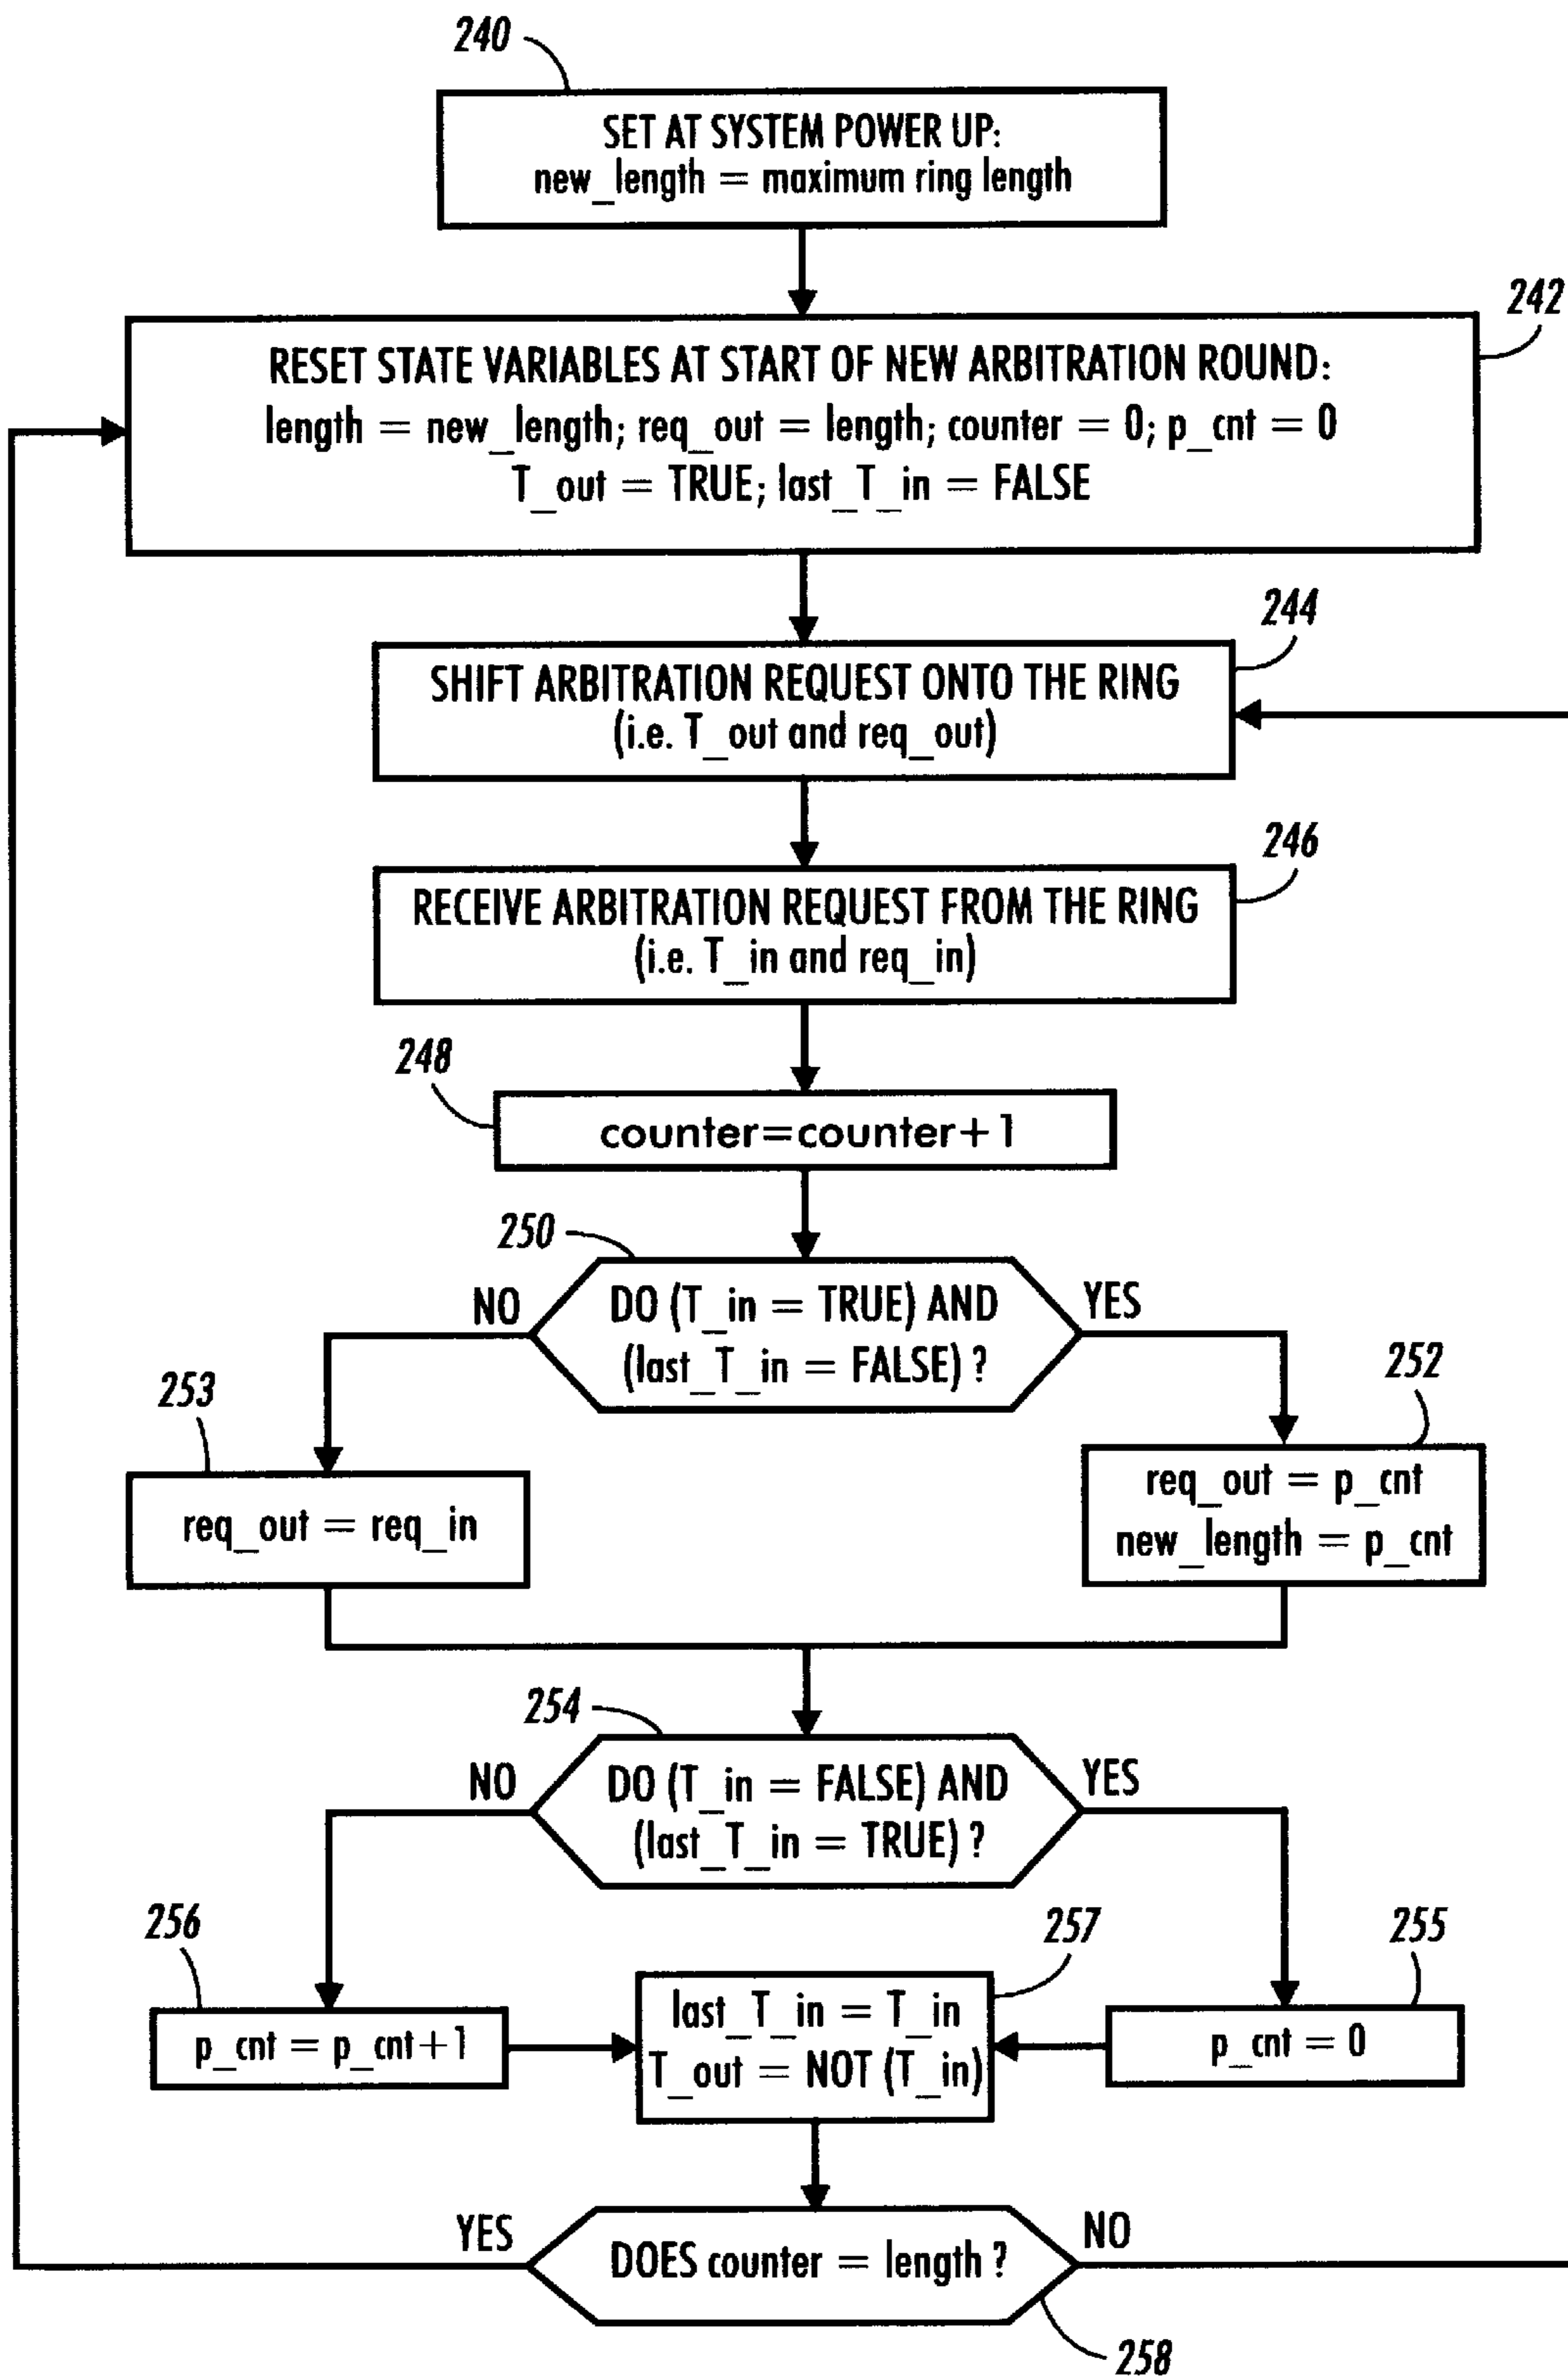 240
SET AT SYSTEM POWER UP:
new_length = maximum ring length
242
RESET STATE VARIABLES AT START OF NEW ARBITRATION ROUND:
length = new_length; req_out = length; counter = 0; p_cnt = 0
T_out = TRUE; last_T_in = FALSE
244
SHIFT ARBITRATION REQUEST ONTO THE RING
(i.e. T_out and req_out)
246
RECEIVE ARBITRATION REQUEST FROM THE RING
(i.e. T_in and req_in)
248
counter=counter+1
250
NO
DO (T_in = TRUE) AND
(last_T_in = FALSE) ?
YES
253
req_out = req_in
252
req_out = p_cnt
new_length = p_cnt
254
NO
DO (T_in = FALSE) AND
(last_T_in = TRUE) ?
YES
256
p_cnt = p_cnt+1
257
last_T_in = T_in
T_out = NOT (T_in)
255
p_cnt = 0
YES
DOES counter = length ?
NO
258